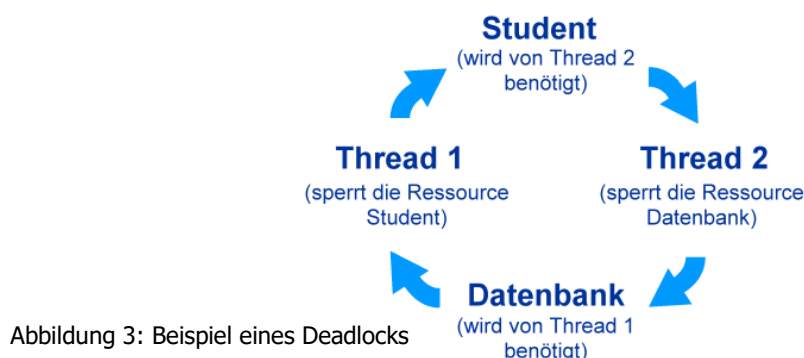 Student
(wird von Thread 2
benötigt)
Thread 1
(sperrt die Ressource
Student)
Thread 2
(sperrt die Ressource
Datenbank)
Datenbank
(wird von Thread 1
benötigt)
Abbildung 3: Beispiel eines Deadlocks